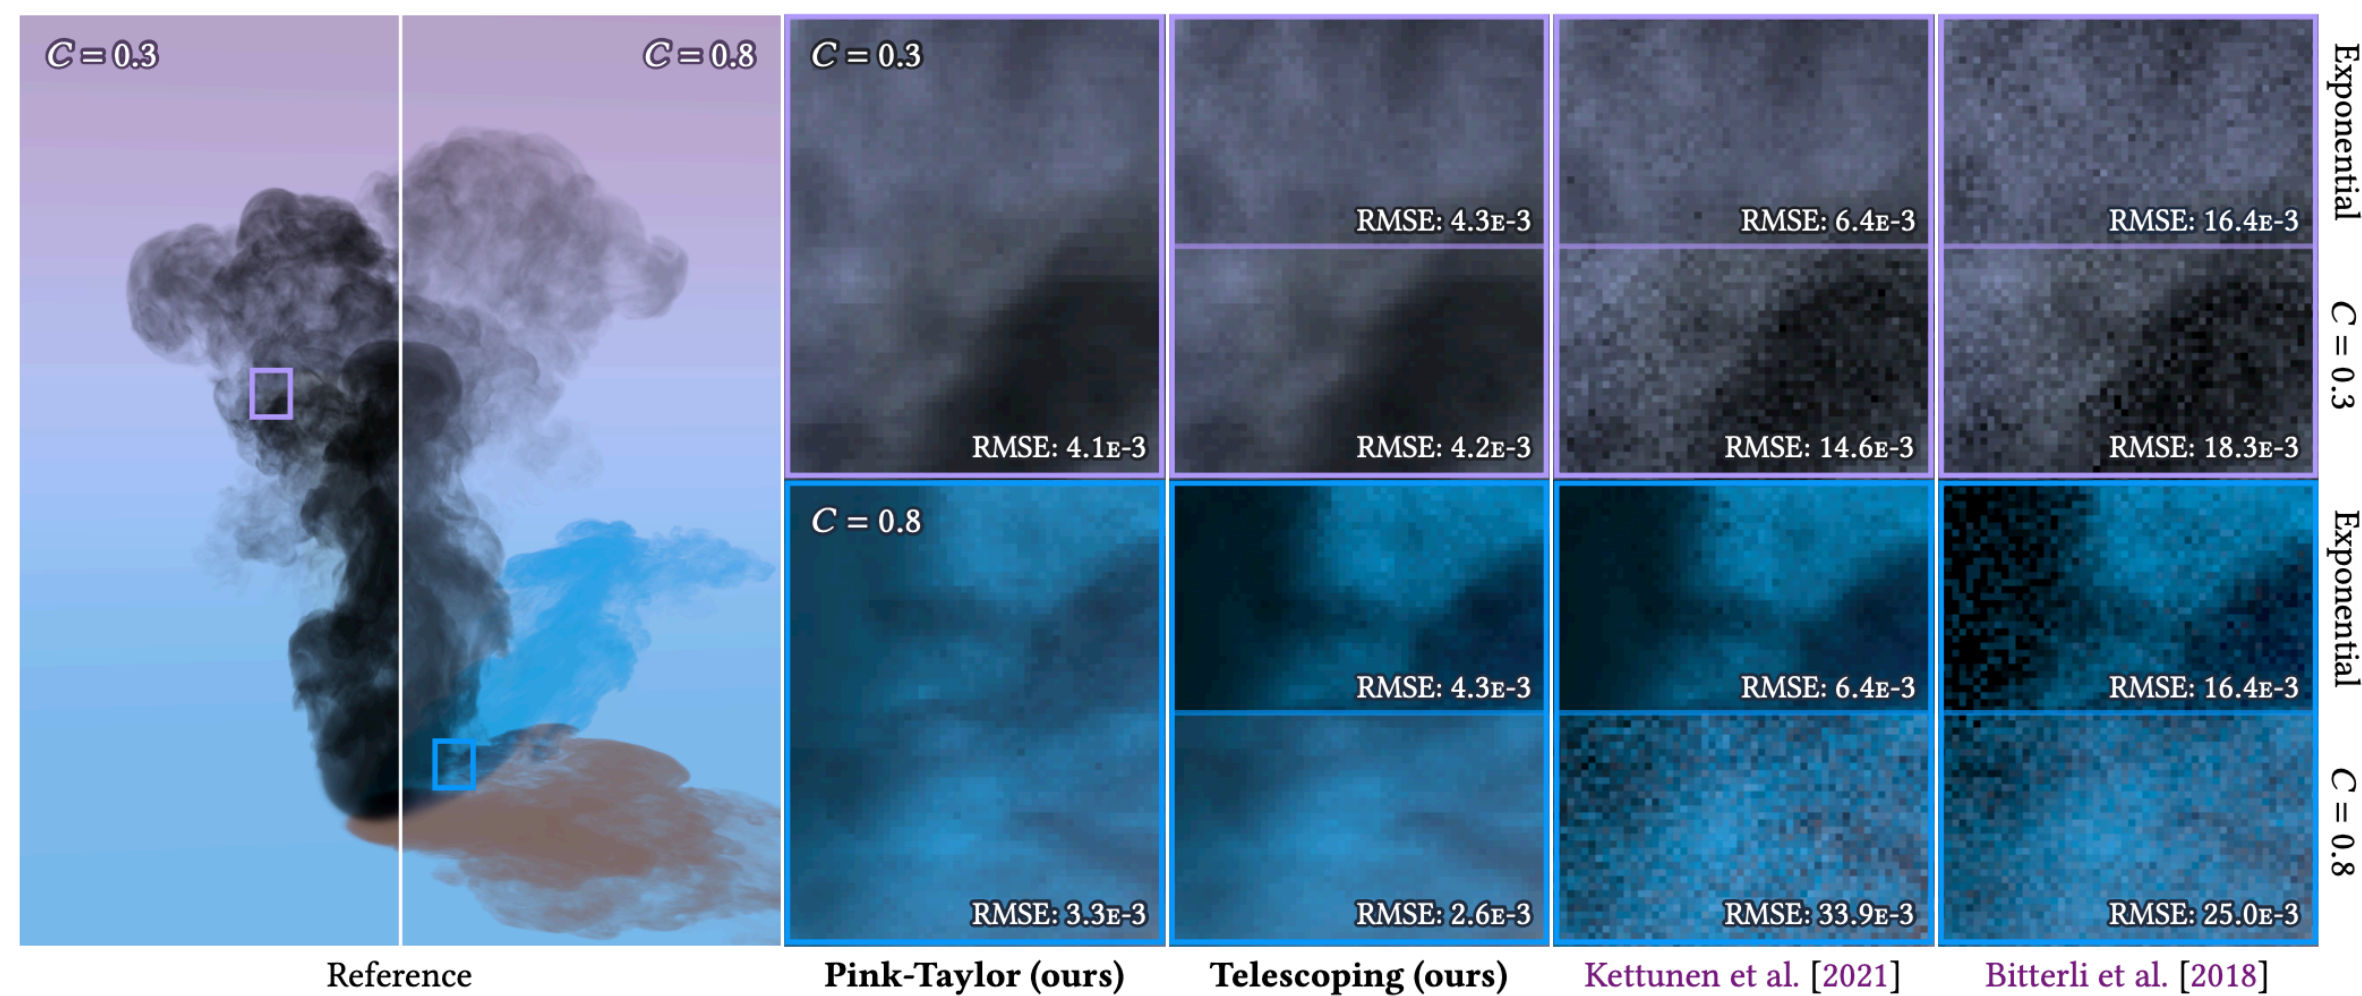 C = 0.3
C = 0.8
C = 0.3
RMSE: 4.1E-3
RMSE: 4.3E-3
RMSE: 4.2E-3
RMSE: 6.4E-3
RMSE: 14.6E-3
RMSE: 16.4E-3
RMSE: 18.3E-3
Exponential
C = 0.3
C = 0.8
RMSE: 3.3E-3
RMSE: 4.3E-3
RMSE: 2.6E-3
RMSE: 6.4E-3
RMSE: 33.9E-3
RMSE: 16.4E-3
RMSE: 25.0E-3
Exponential
C = 0.8
Reference
Pink-Taylor (ours)
Telescoping (ours)
Kettunen et al. [2021]
Bitterli et al. [2018]